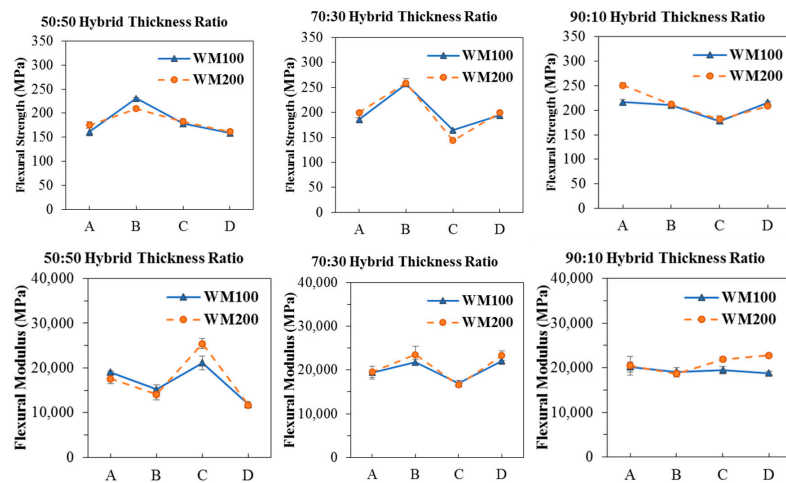 50:50 Hybrid Thickness Ratio
Flexural Strength (MPa)
350
300
250
200
150
100
50
0
WM100
WM200
A B C D
70:30 Hybrid Thickness Ratio
Flexural Strength (MPa)
350
300
250
200
150
100
50
0
WM100
WM200
A B C D
90:10 Hybrid Thickness Ratio
Flexural Strength (MPa)
350
300
250
200
150
100
50
0
WM100
WM200
A B C D
50:50 Hybrid Thickness Ratio
Flexural Modulus (MPa)
40,000
30,000
20,000
10,000
0
WM100
WM200
A B C D
70:30 Hybrid Thickness Ratio
Flexural Modulus (MPa)
40,000
30,000
20,000
10,000
0
WM100
WM200
A B C D
90:10 Hybrid Thickness Ratio
Flexural Modulus (MPa)
40,000
30,000
20,000
10,000
0
WM100
WM200
A B C D